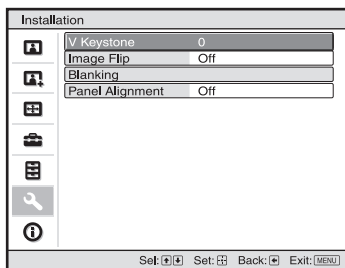 Installation
V Keystone 0
Image Flip Off
Blanking
Panel Alignment Off
Sel: Set: Back: Exit: MENU